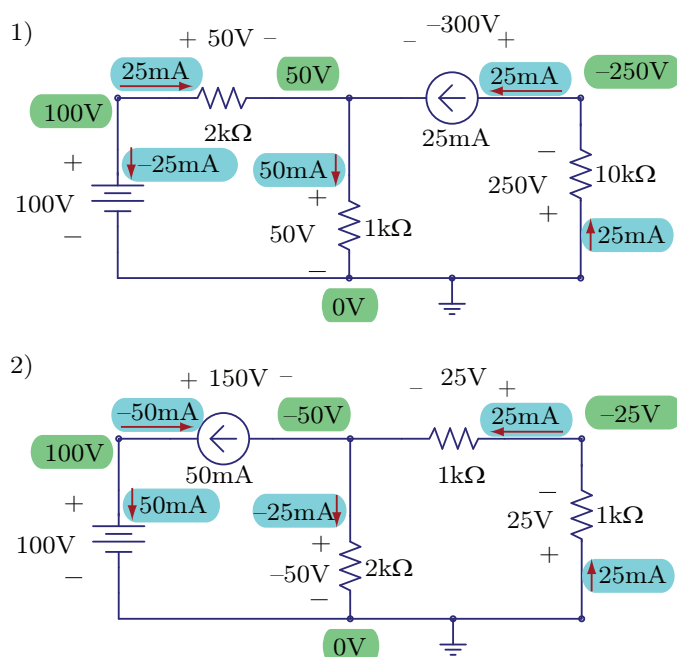 1)
+ 50V –
– –300V +
25mA
50V
25mA
–250V
100V
2kΩ
25mA
+
–25mA
50mA
–
100V
+
250V
10kΩ
–
50V
1kΩ
+
25mA
–
0V
2)
+ 150V –
– 25V +
–50mA
–50V
25mA
–25V
100V
50mA
1kΩ
+
50mA
–25mA
–
100V
25V
1kΩ
+
+
–
–50V
2kΩ
–
25mA
0V